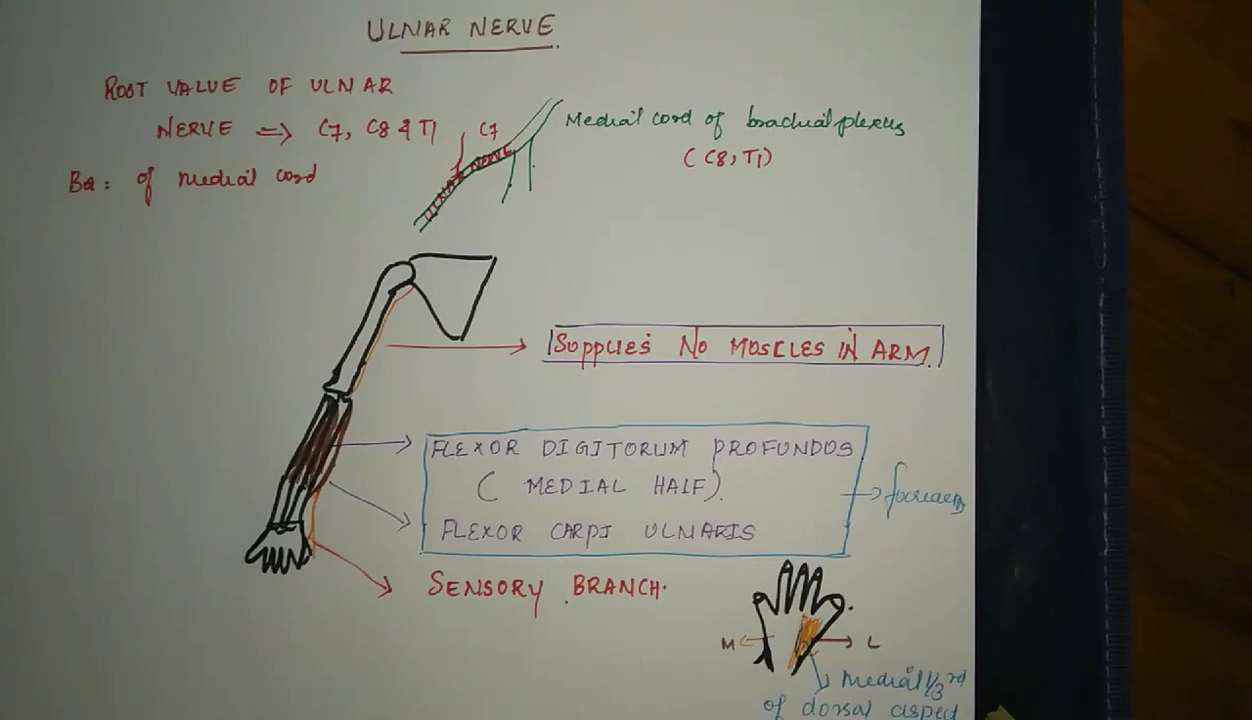 ULNAR NERVE
ROOT VALUE OF ULNAR
NERVE => C7, C8 & T1
Br: of medial cord
C7
Medial cord of brachial plexus
(C8, T1)
ULNAR NERVE
SUPPLIES NO MUSCLES IN ARM.
FLEXOR DIGITORUM PROFUNDOS
(MEDIAL HALF).
FLEXOR CARPI ULNARIS
SENSORY BRANCH.
M
L
medial 1/3rd
of dorsal aspect